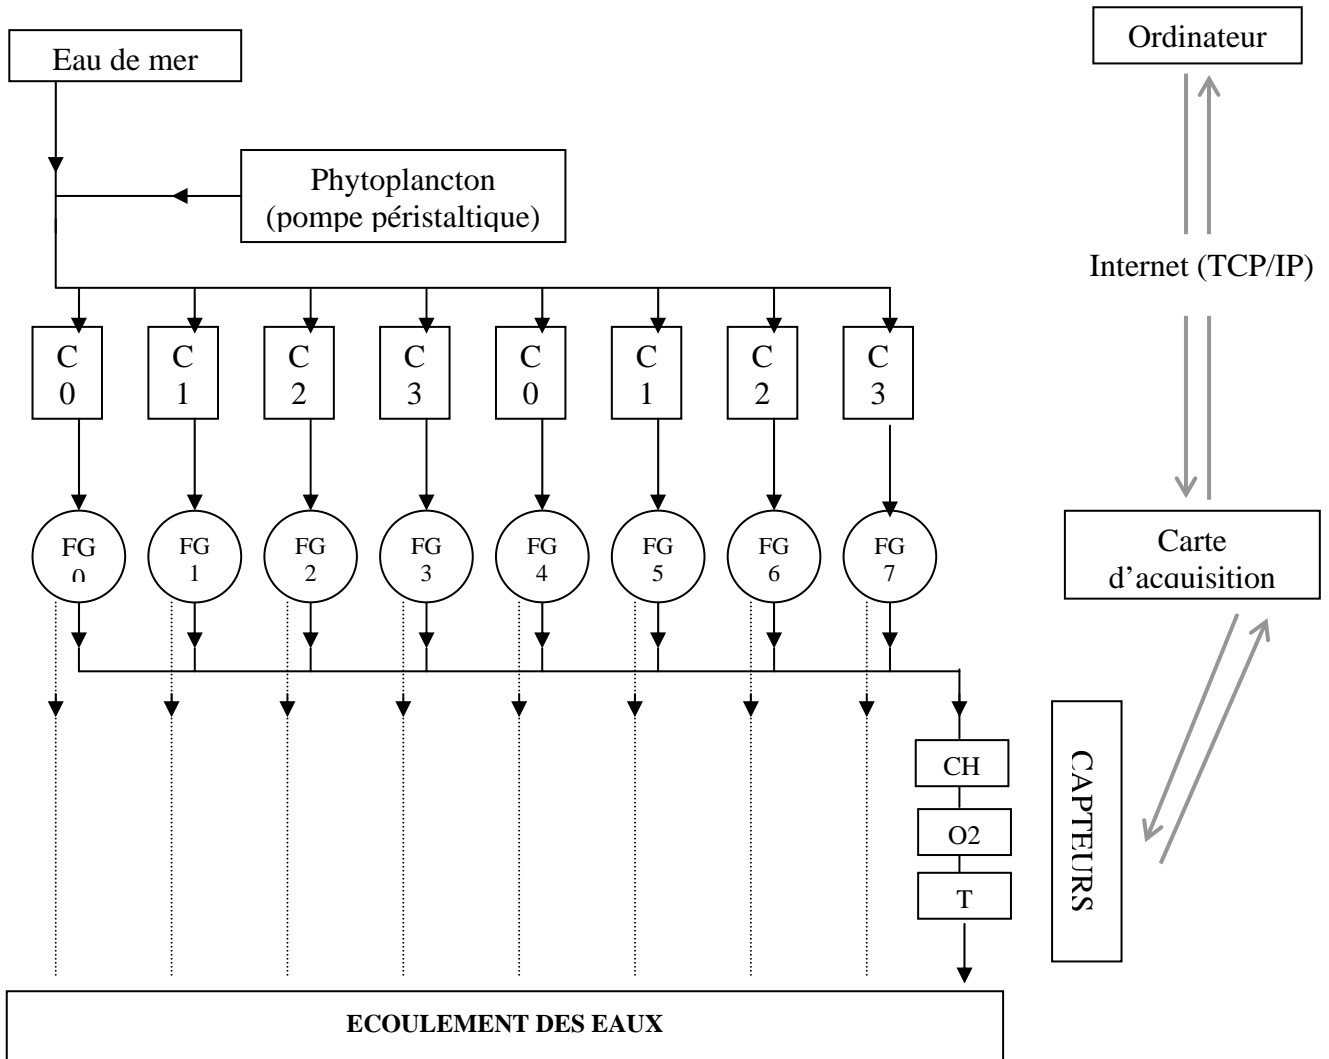 Eau de mer
Ordinateur
Phytoplancton
(pompe péristaltique)
Internet (TCP/IP)
C
0
C
1
C
2
C
3
C
0
C
1
C
2
C
3
FG
0
FG
1
FG
2
FG
3
FG
4
FG
5
FG
6
FG
7
Carte
d’acquisition
CH
O2
T
CAPTEURS
ECOULEMENT DES EAUX